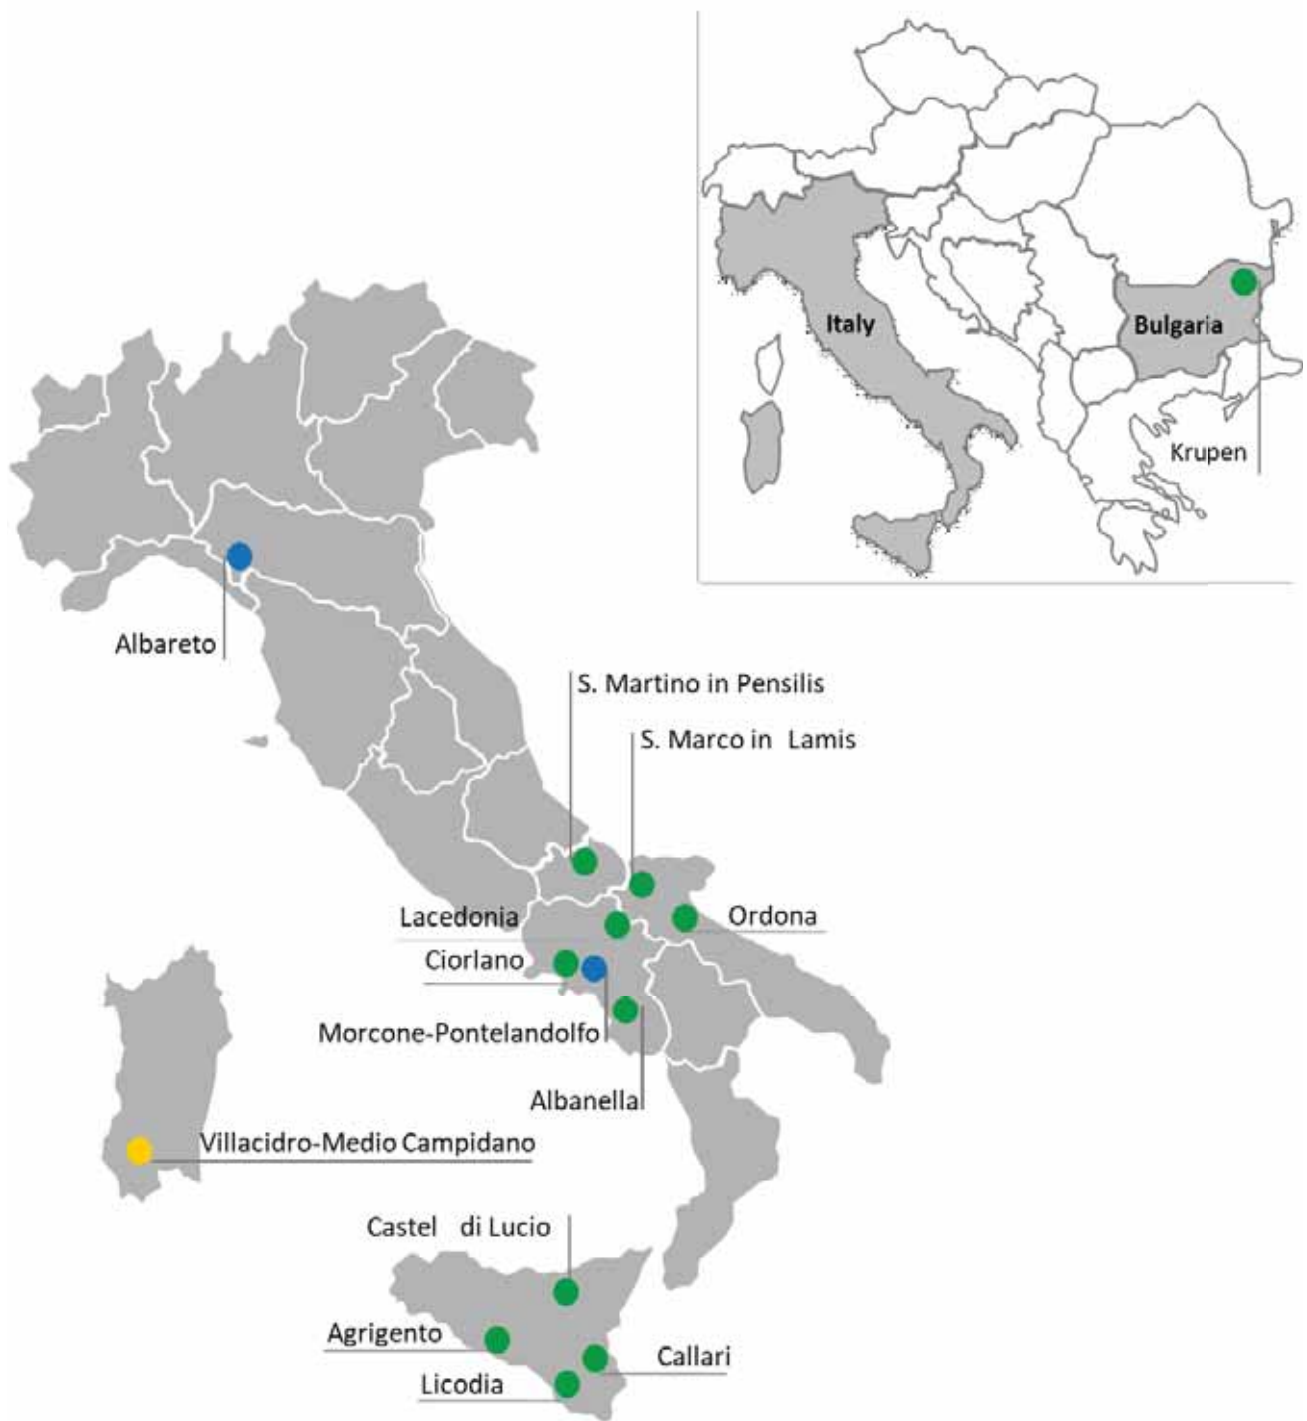 Italy
Bulgaria
Krupen
Albareto
S. Martino in Pensilis
S. Marco in Lamis
Lacedonia
Ordona
Ciorlano
Morcone-Pontelandolfo
Albanella
Villacidro-Medio Campidano
Castel di Lucio
Agrigento
Callari
Licodia